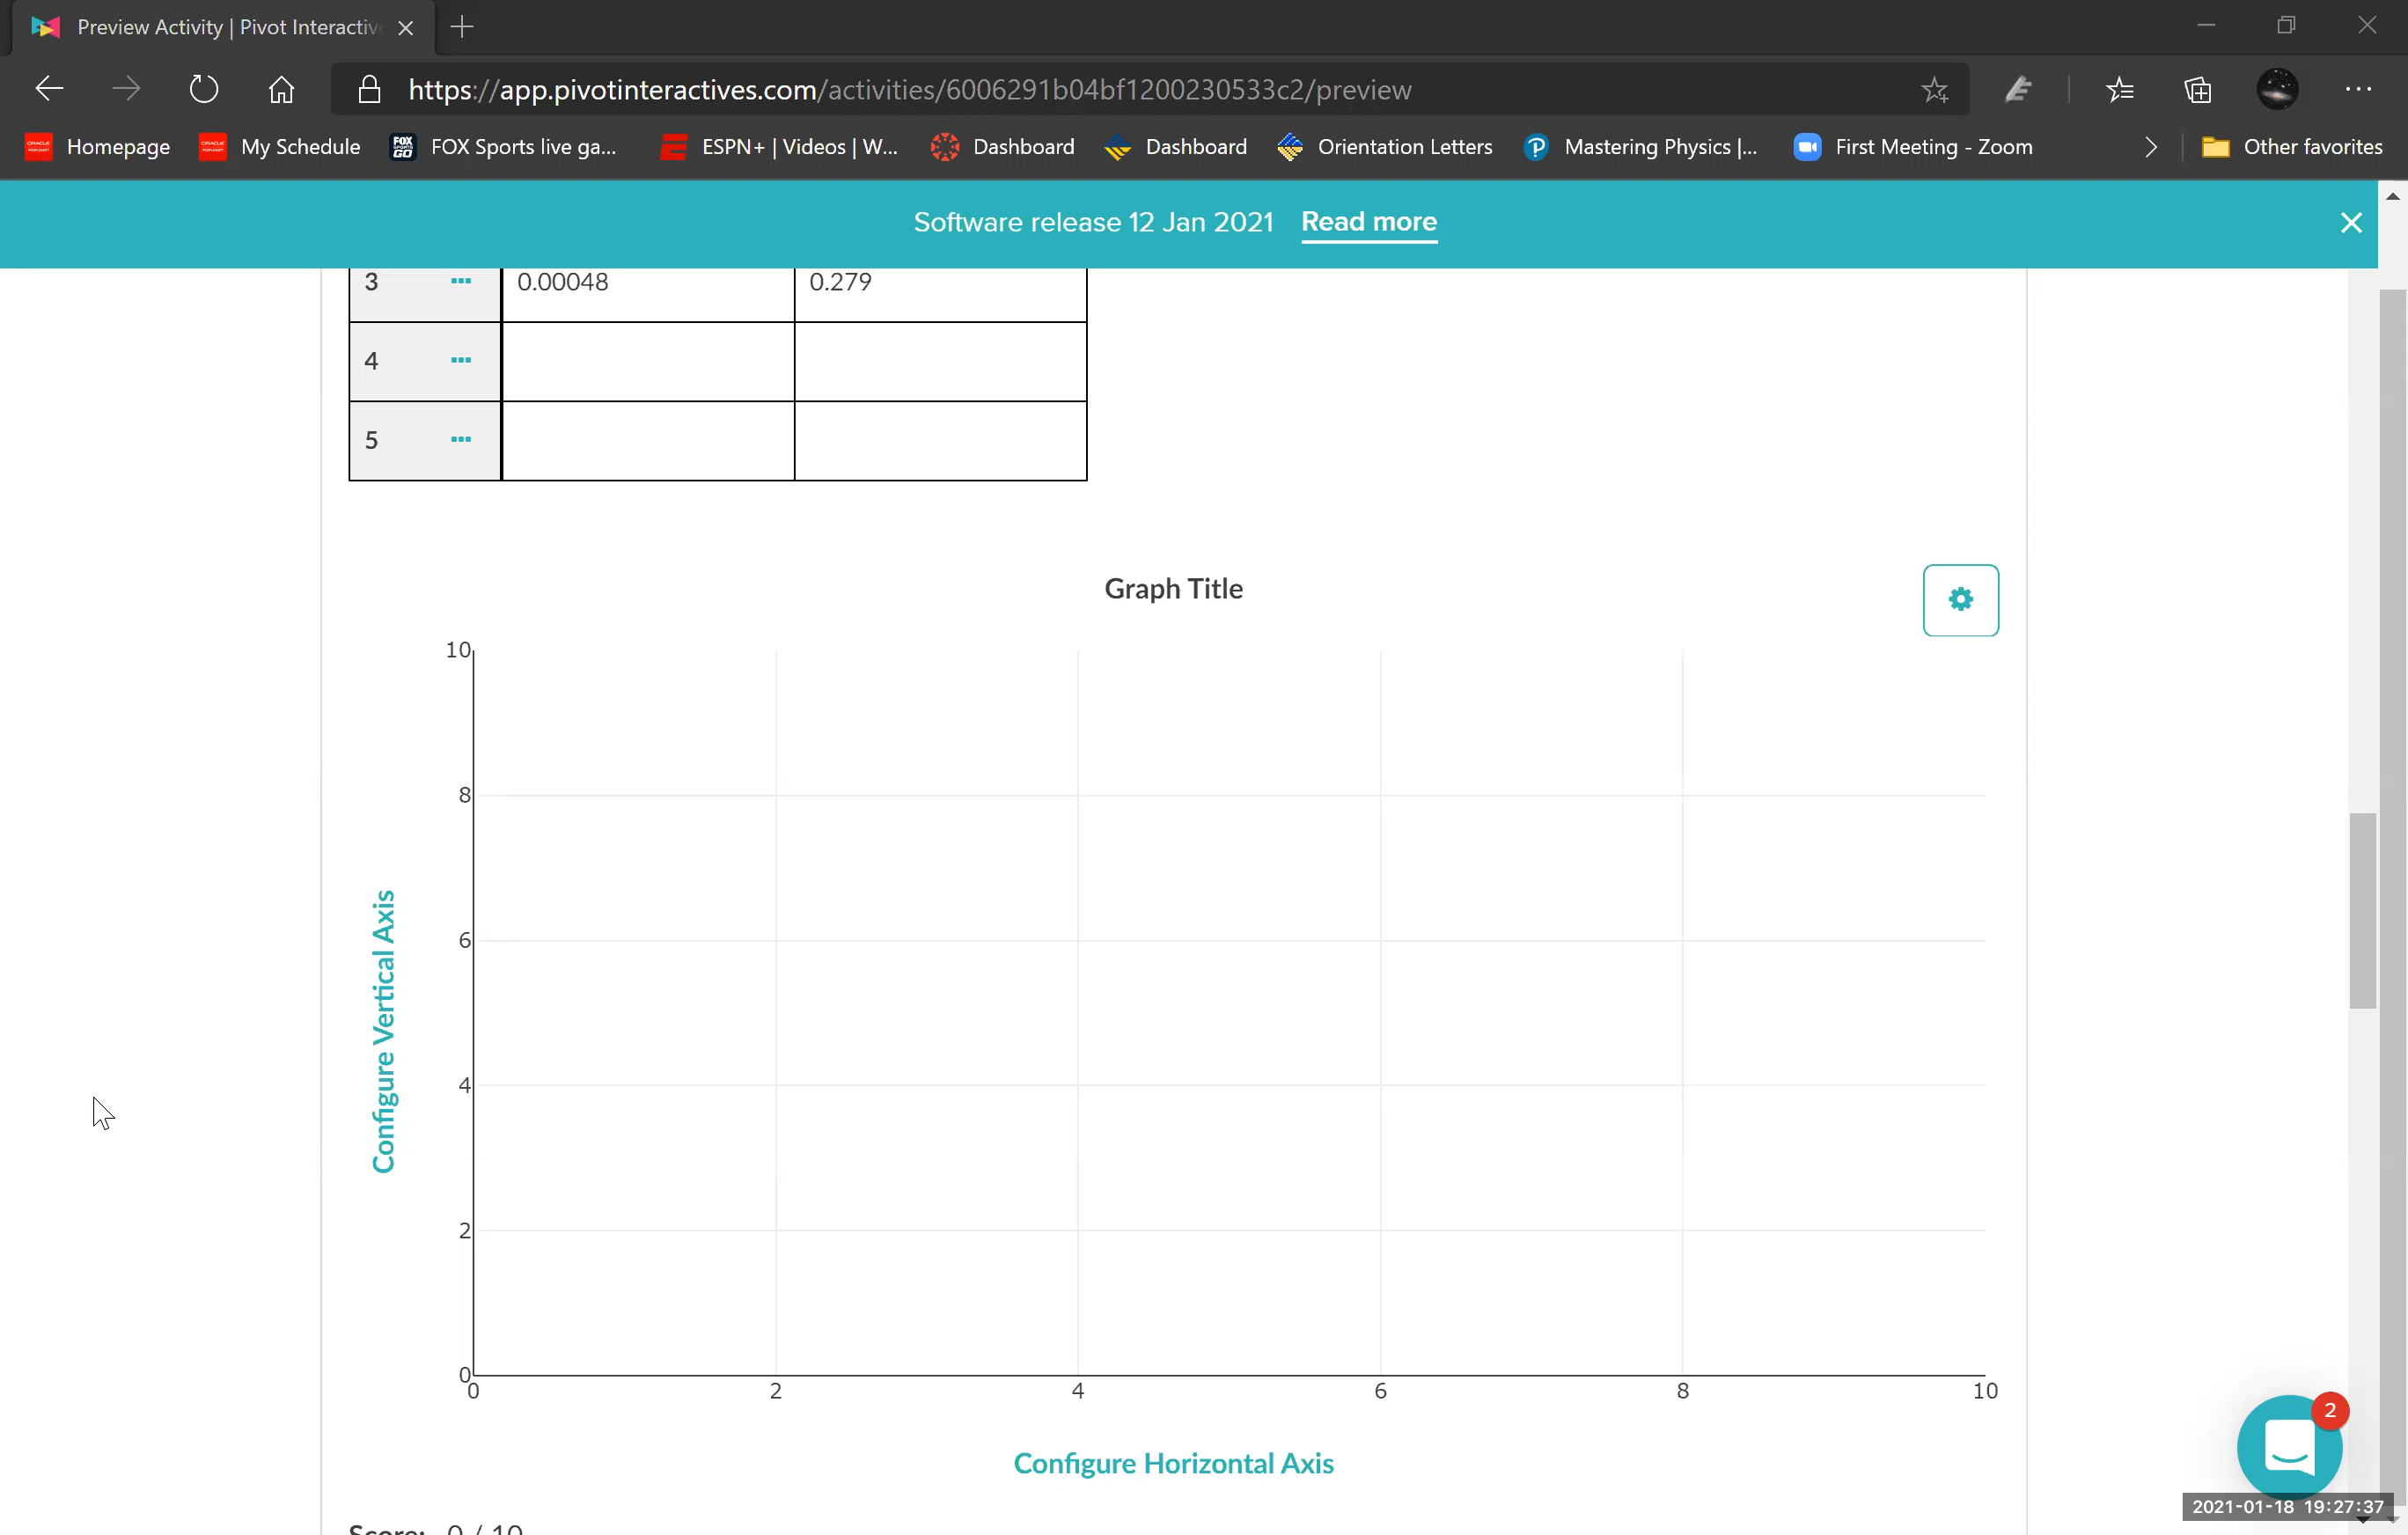 Preview Activity | Pivot Interactiv
https://app.pivotinteractives.com/activities/6006291b04bf1200230533c2/preview
Homepage My Schedule FOX Sports live ga... ESPN+ | Videos | W... Dashboard Dashboard Orientation Letters Mastering Physics |... First Meeting - Zoom Other favorites
Software release 12 Jan 2021 Read more
3 0.00048 0.279
4
5
Graph Title
10
8
6
4
2
0
Configure Vertical Axis
0 2 4 6 8 10
Configure Horizontal Axis
2
2021-01-18 19:27:37
Score: 0 / 10